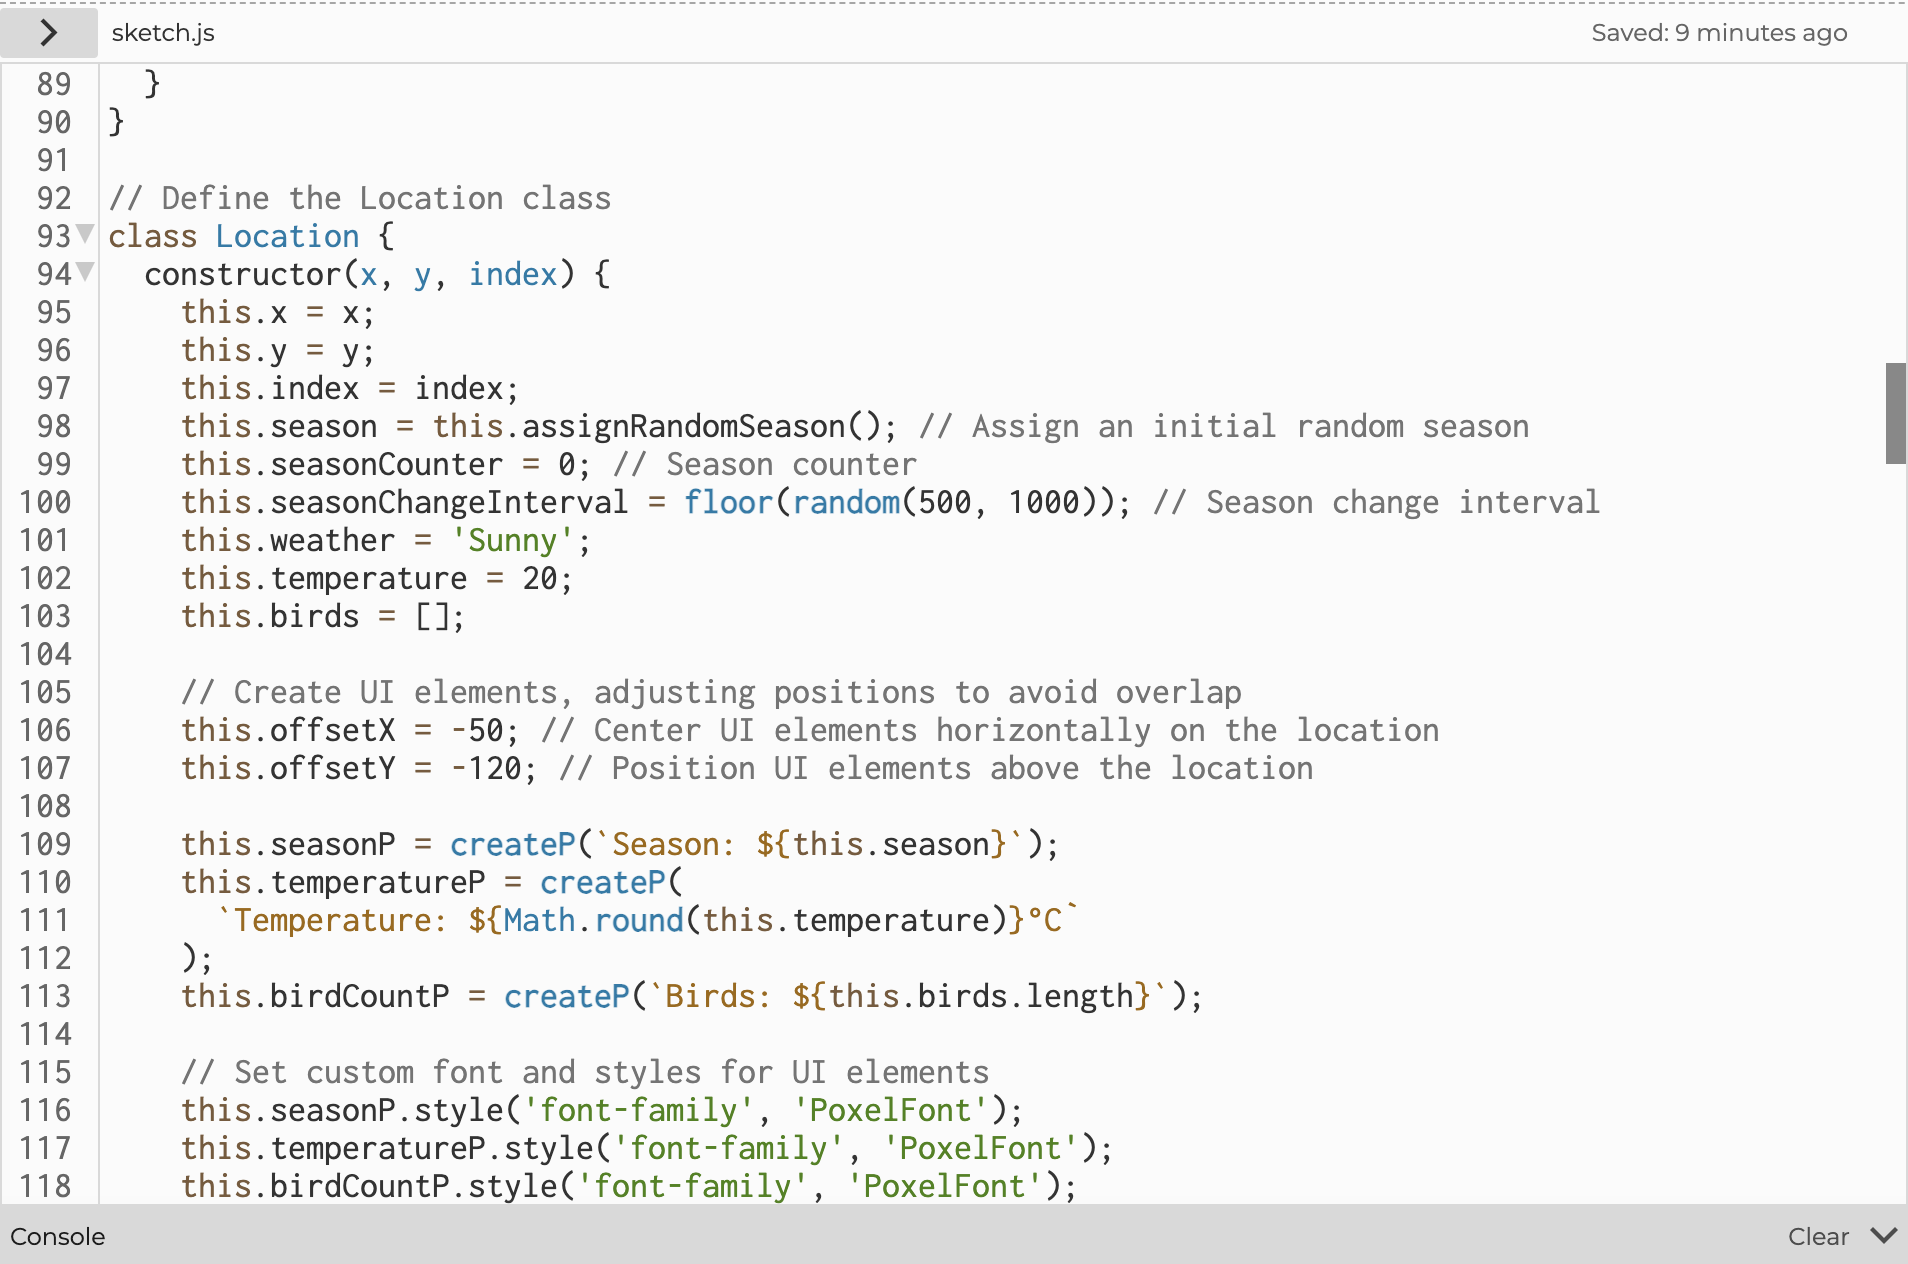 sketch.js
Saved: 9 minutes ago
89   }
90 }
91
92 // Define the Location class
93 class Location {
94   constructor(x, y, index) {
95     this.x = x;
96     this.y = y;
97     this.index = index;
98     this.season = this.assignRandomSeason(); // Assign an initial random season
99     this.seasonCounter = 0; // Season counter
100     this.seasonChangeInterval = floor(random(500, 1000)); // Season change interval
101     this.weather = 'Sunny';
102     this.temperature = 20;
103     this.birds = [];
104
105     // Create UI elements, adjusting positions to avoid overlap
106     this.offsetX = -50; // Center UI elements horizontally on the location
107     this.offsetY = -120; // Position UI elements above the location
108
109     this.seasonP = createP(`Season: ${this.season}`);
110     this.temperatureP = createP(
111       `Temperature: ${Math.round(this.temperature)}°C`
112     );
113     this.birdCountP = createP(`Birds: ${this.birds.length}`);
114
115     // Set custom font and styles for UI elements
116     this.seasonP.style('font-family', 'PoxelFont');
117     this.temperatureP.style('font-family', 'PoxelFont');
118     this.birdCountP.style('font-family', 'PoxelFont');
Console
Clear